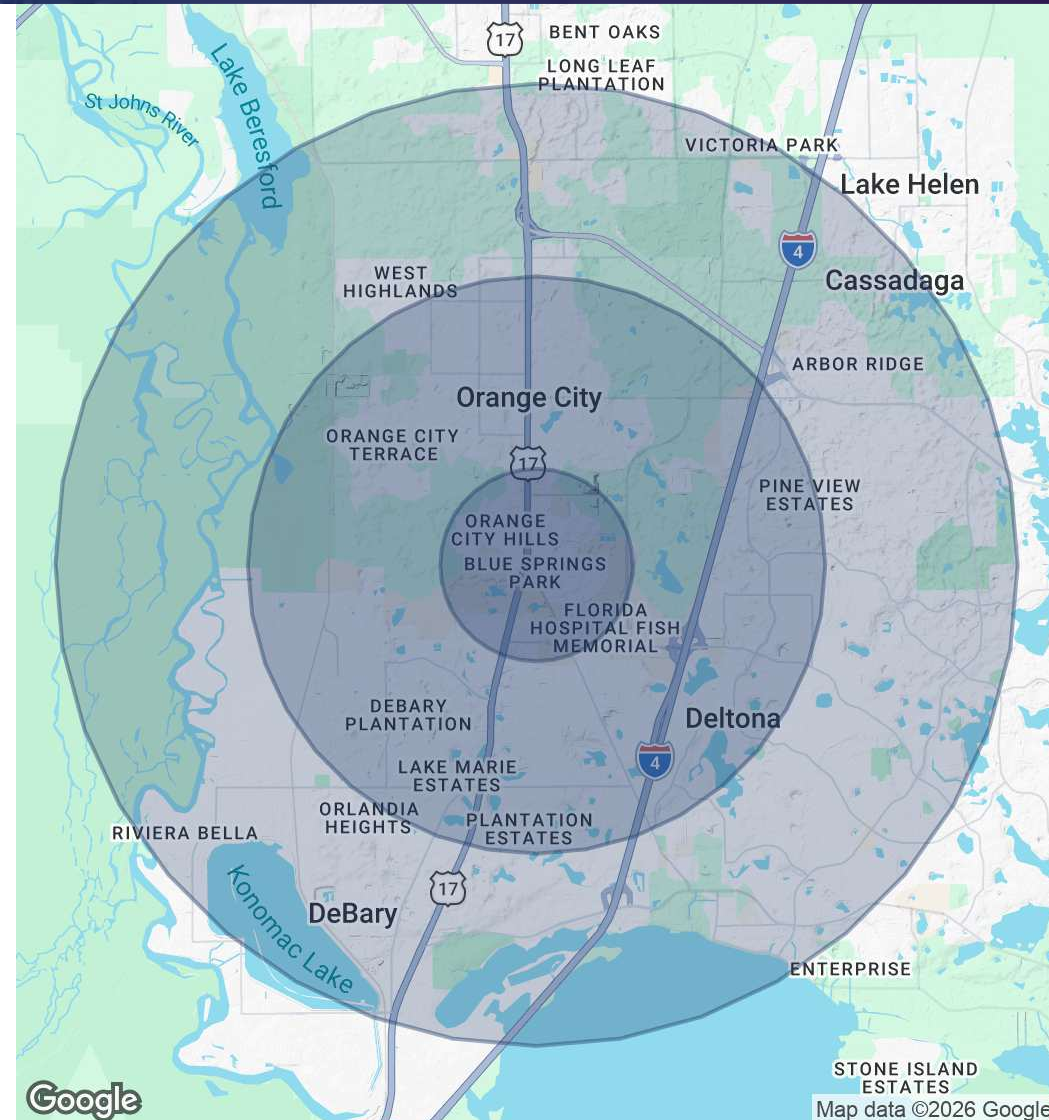 17
BENT OAKS
LONG LEAF
PLANTATION
Lake Beresford
St Johns River
VICTORIA PARK
Lake Helen
4
Cassadaga
WEST
HIGHLANDS
ARBOR RIDGE
Orange City
ORANGE CITY
TERRACE
17
PINE VIEW
ESTATES
ORANGE
CITY HILLS
BLUE SPRINGS
PARK
FLORIDA
HOSPITAL FISH
MEMORIAL
DEBARY
PLANTATION
Deltona
4
LAKE MARIE
ESTATES
ORLANDIA
HEIGHTS
PLANTATION
ESTATES
RIVIERA BELLA
17
Konomac Lake
DeBary
ENTERPRISE
STONE ISLAND
ESTATES
Google
Map data ©2026 Google